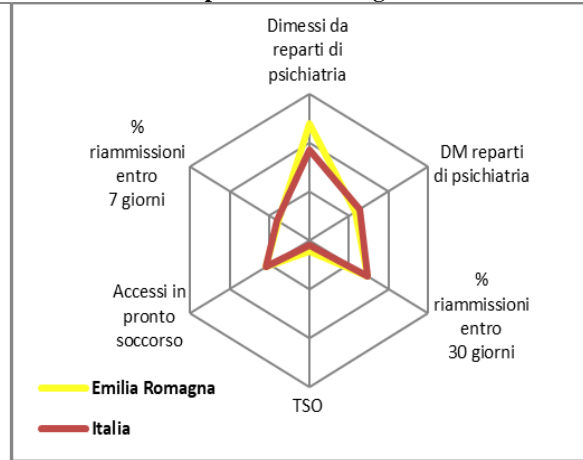 Dimessi da
reparti di
psichiatria
DM reparti
di psichiatria
%
riammissioni
entro
30 giorni
TSO
Accessi in
pronto
soccorso
%
riammissioni
entro
7 giorni
Emilia Romagna
Italia